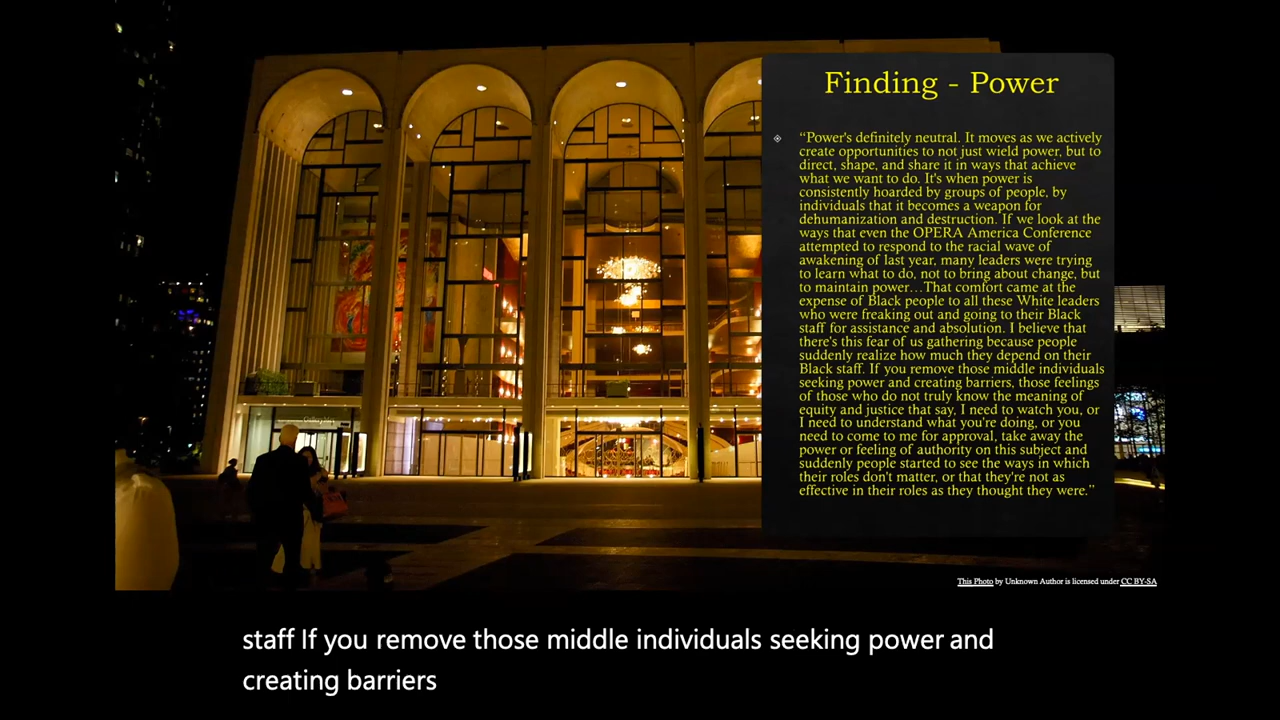 Finding - Power
“Power's definitely neutral. It moves as we actively
create opportunities to not just wield power, but to
direct, shape, and share it in ways that achieve
what we want to do. It's when power is
consistently hoarded by groups of people, by
individuals that it becomes a weapon for
dehumanization and destruction. If we look at the
ways that even the OPERA America Conference
attempted to respond to the racial wave of
awakening of last year, many leaders were trying
to learn what to do, not to bring about change, but
to maintain power…That comfort came at the
expense of Black people to all these White leaders
who were freaking out and going to their Black
staff for assistance and absolution. I believe that
there's this fear of us gathering because people
suddenly realize how much they depend on their
Black staff. If you remove those middle individuals
seeking power and creating barriers, those feelings
of those who do not truly know the meaning of
equity and justice that say, I need to watch you, or
I need to understand what you're doing, or you
need to come to me for approval, take away the
power or feeling of authority on this subject and
suddenly people started to see the ways in which
their roles don't matter, or that they're not as
effective in their roles as they thought they were.”
This Photo by Unknown Author is licensed under CC BY-SA
staff If you remove those middle individuals seeking power and
creating barriers